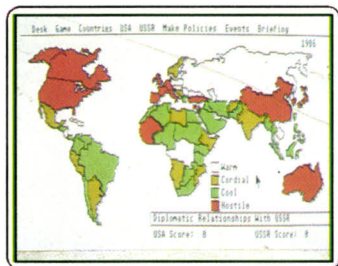 Desk Game Countries USA USSR Make Policies Events Briefing
1986
Warm
Cordial
Cool
Hostile
Diplomatic Relationships With USSR
USA Score: 0 USSR Score: 0